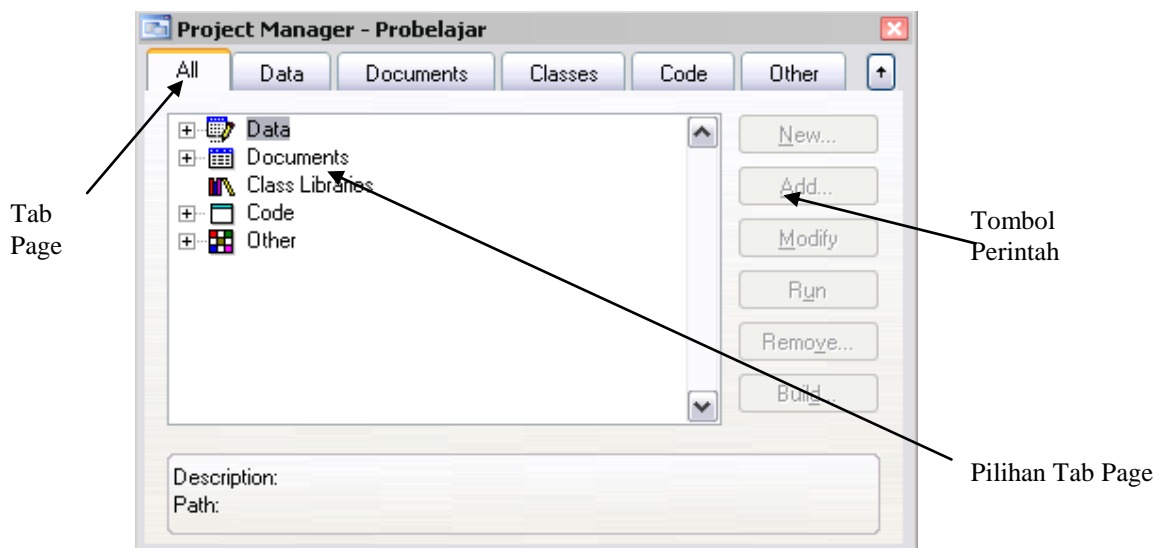 Project Manager - Probelajar
All Data Documents Classes Code Other
Data
Documents
Class Libraries
Code
Other
New...
Add...
Modify
Run
Remove...
Build...
Description:
Path:
Tab
Page
Tombol
Perintah
Pilihan Tab Page